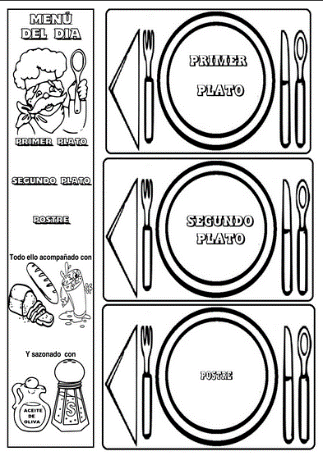 MENÚ
DEL DIA
PRIMER PLATO
SEGUNDO PLATO
POSTRE
Todo ello acompañado con
Y sazonado con
ACEITE
DE
OLIVA
S
PRIMER
PLATO
SEGUNDO
PLATO
POSTRE